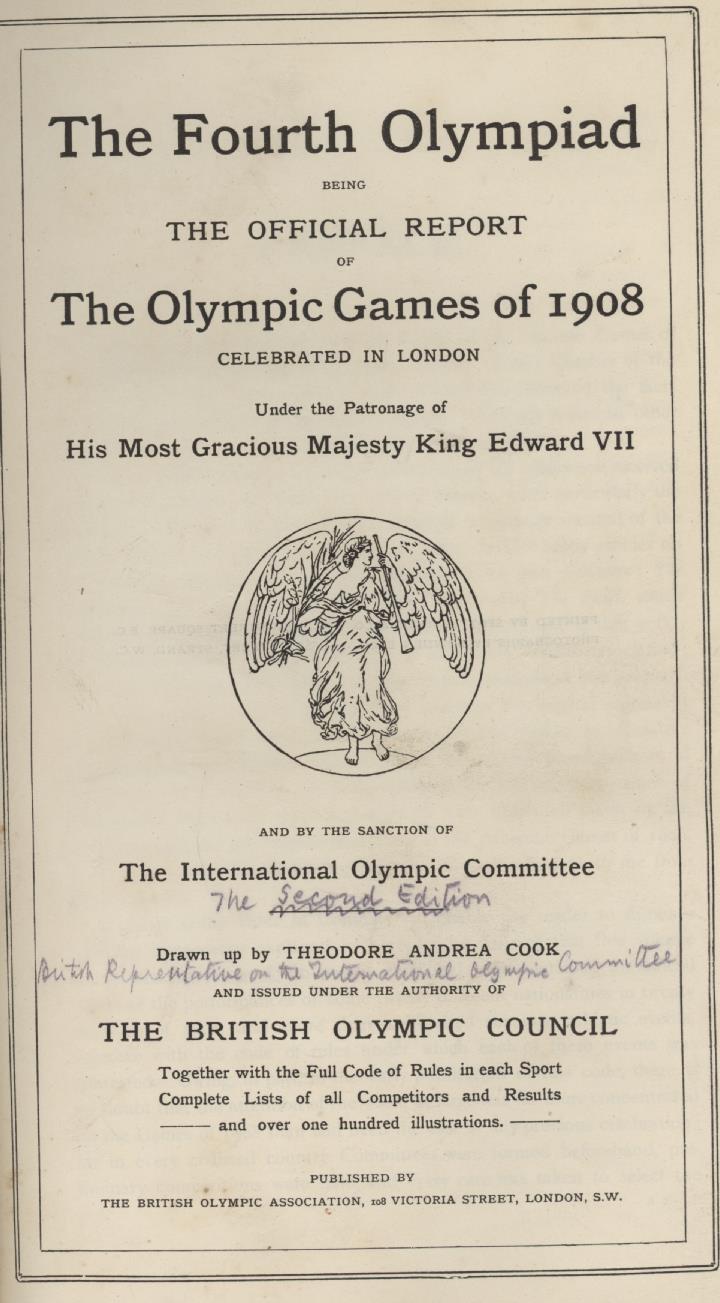 The Fourth Olympiad
BEING
THE OFFICIAL REPORT
OF
The Olympic Games of 1908
CELEBRATED IN LONDON
Under the Patronage of
His Most Gracious Majesty King Edward VII
AND BY THE SANCTION OF
The International Olympic Committee
The Second Edition
Drawn up by THEODORE ANDREA COOK
British Representative on the International Olympic Committee
AND ISSUED UNDER THE AUTHORITY OF
THE BRITISH OLYMPIC COUNCIL
Together with the Full Code of Rules in each Sport
Complete Lists of all Competitors and Results
—— and over one hundred illustrations. ——
PUBLISHED BY
THE BRITISH OLYMPIC ASSOCIATION, 108 VICTORIA STREET, LONDON, S.W.